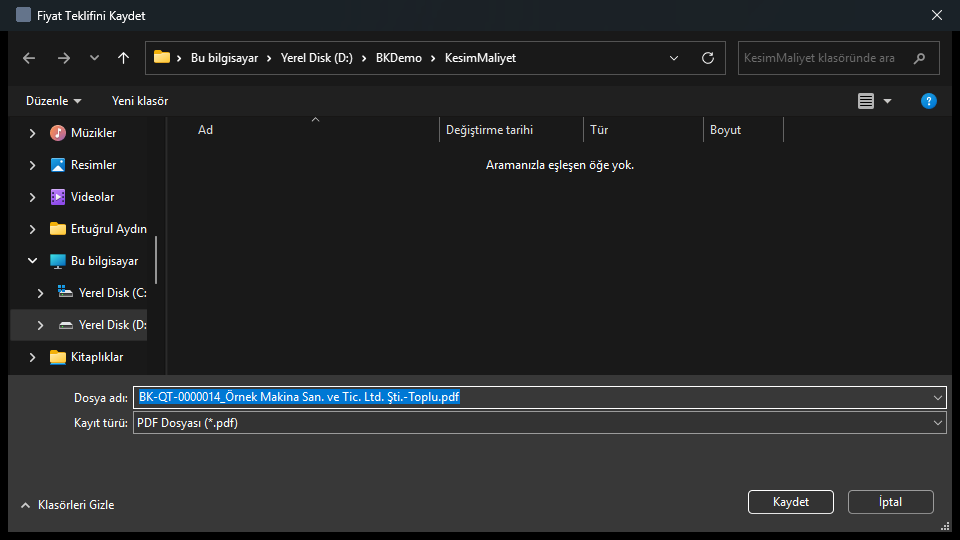 Fiyat Teklifini Kaydet
Bu bilgisayar
Yerel Disk (D:)
BKDemo
KesimMaliyet
KesimMaliyet klasöründe ara
Düzenle
Yeni klasör
?
Ad
Değiştirme tarihi
Tür
Boyut
Müzikler
Resimler
Videolar
Ertuğrul Aydın
Bu bilgisayar
Yerel Disk (C:
Yerel Disk (D:
Kitaplıklar
Aramanızla eşleşen öğe yok.
Dosya adı:
BK-QT-0000014_Örnek Makina San. ve Tic. Ltd. Şti.-Toplu.pdf
Kayıt türü:
PDF Dosyası (*.pdf)
Klasörleri Gizle
Kaydet
İptal